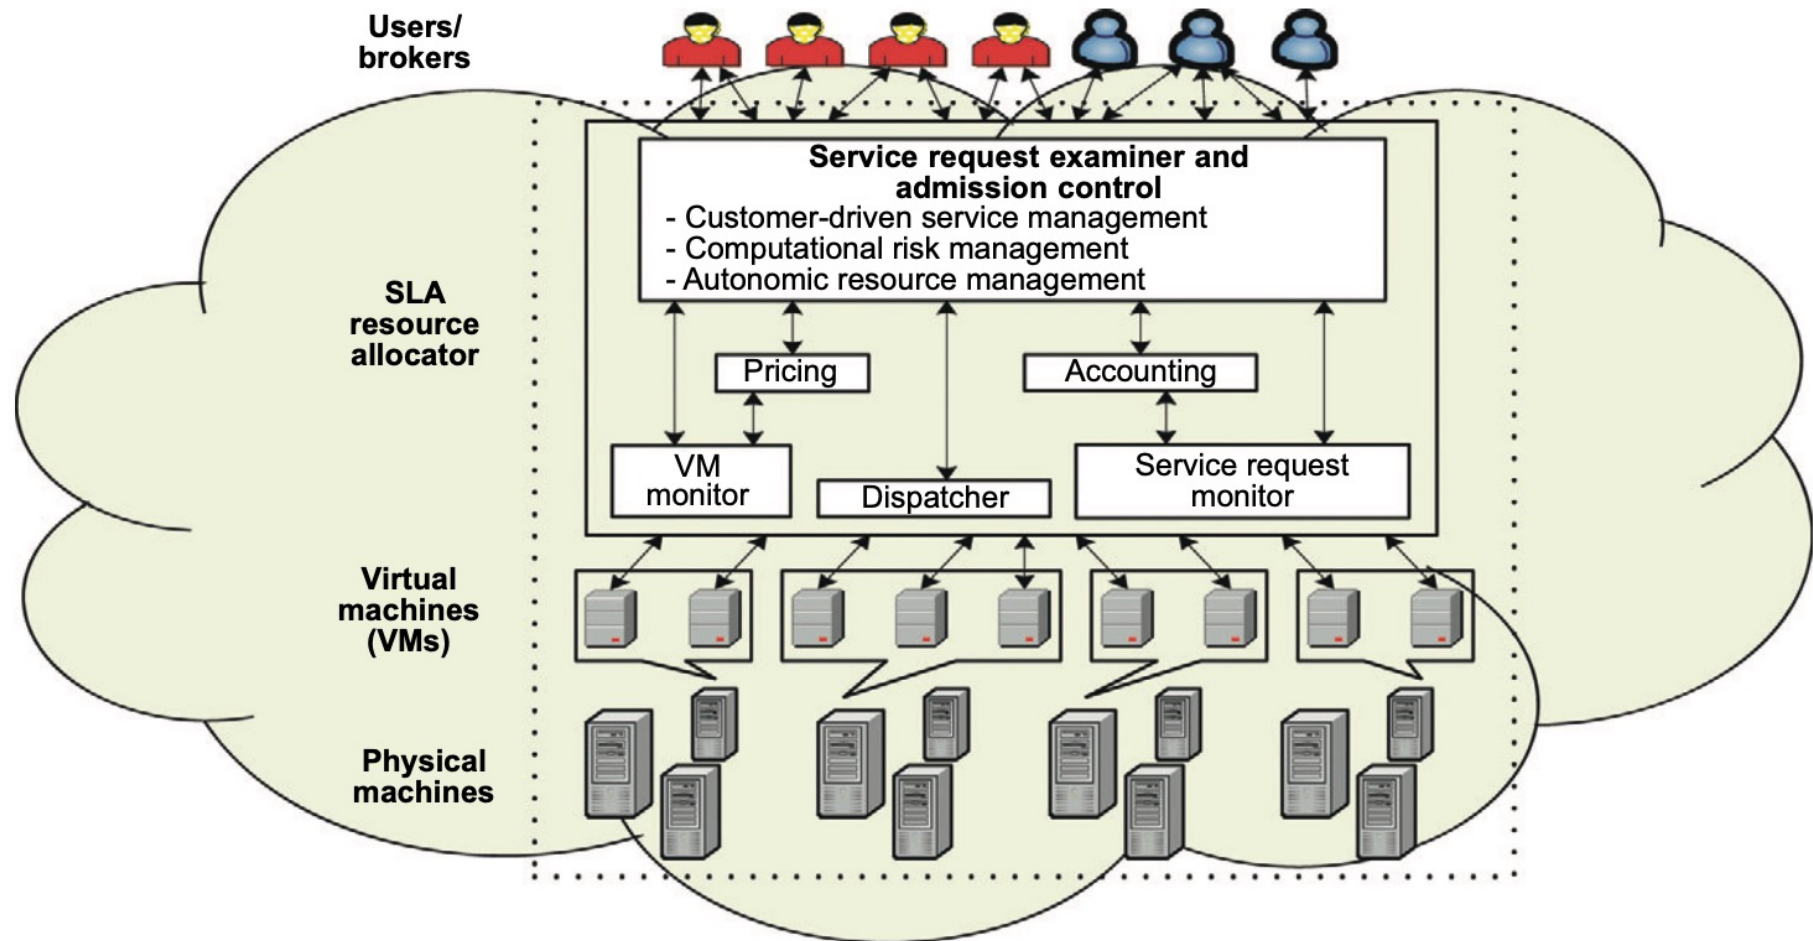 Users/
brokers
Service request examiner and
admission control
- Customer-driven service management
- Computational risk management
- Autonomic resource management
SLA
resource
allocator
Pricing
Accounting
VM
monitor
Dispatcher
Service request
monitor
Virtual
machines
(VMs)
Physical
machines